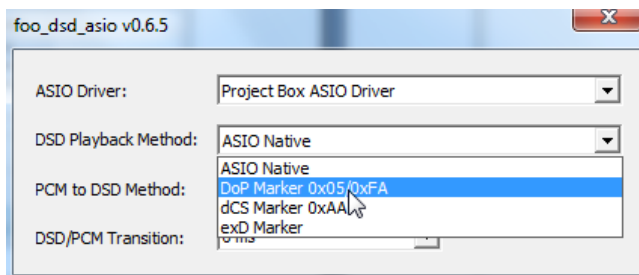 foo_dsd_asio v0.6.5
ASIO Driver: Project Box ASIO Driver
DSD Playback Method: ASIO Native
ASIO Native
PCM to DSD Method: DoP Marker 0x05/0xFA
dCS Marker 0xAA
exD Marker
DSD/PCM Transition: